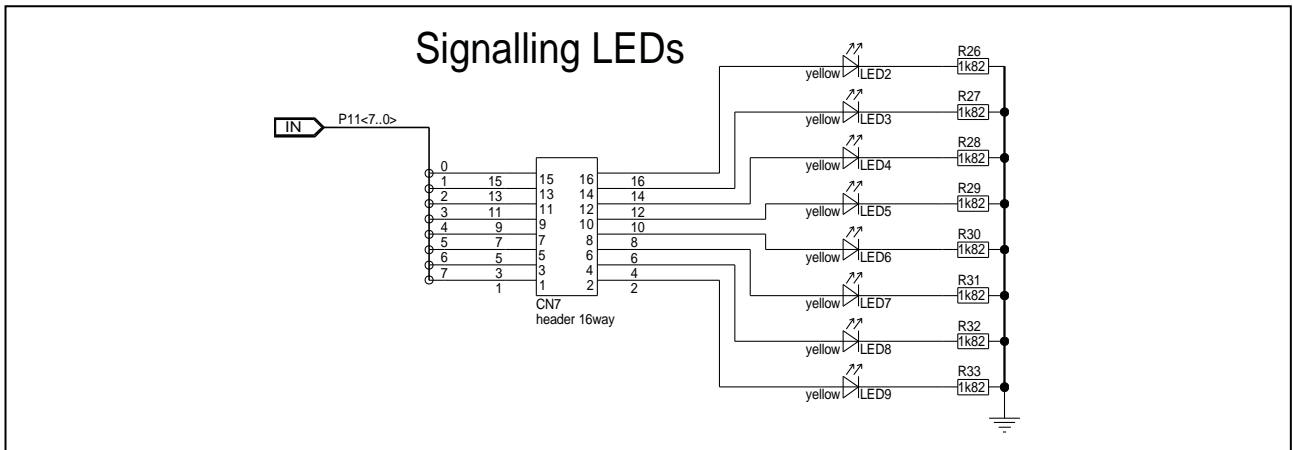 Signalling LEDs
IN P11<7..0>
0
1 15 15 16 16
2 13 13 14 14
3 11 11 12 12
4 9 9 10 10
5 7 7 8 8
6 5 5 6 6
7 3 3 4 4
1 1 2 2
CN7
header 16way
R26
yellow LED2 1k82
R27
yellow LED3 1k82
R28
yellow LED4 1k82
R29
yellow LED5 1k82
R30
yellow LED6 1k82
R31
yellow LED7 1k82
R32
yellow LED8 1k82
R33
yellow LED9 1k82